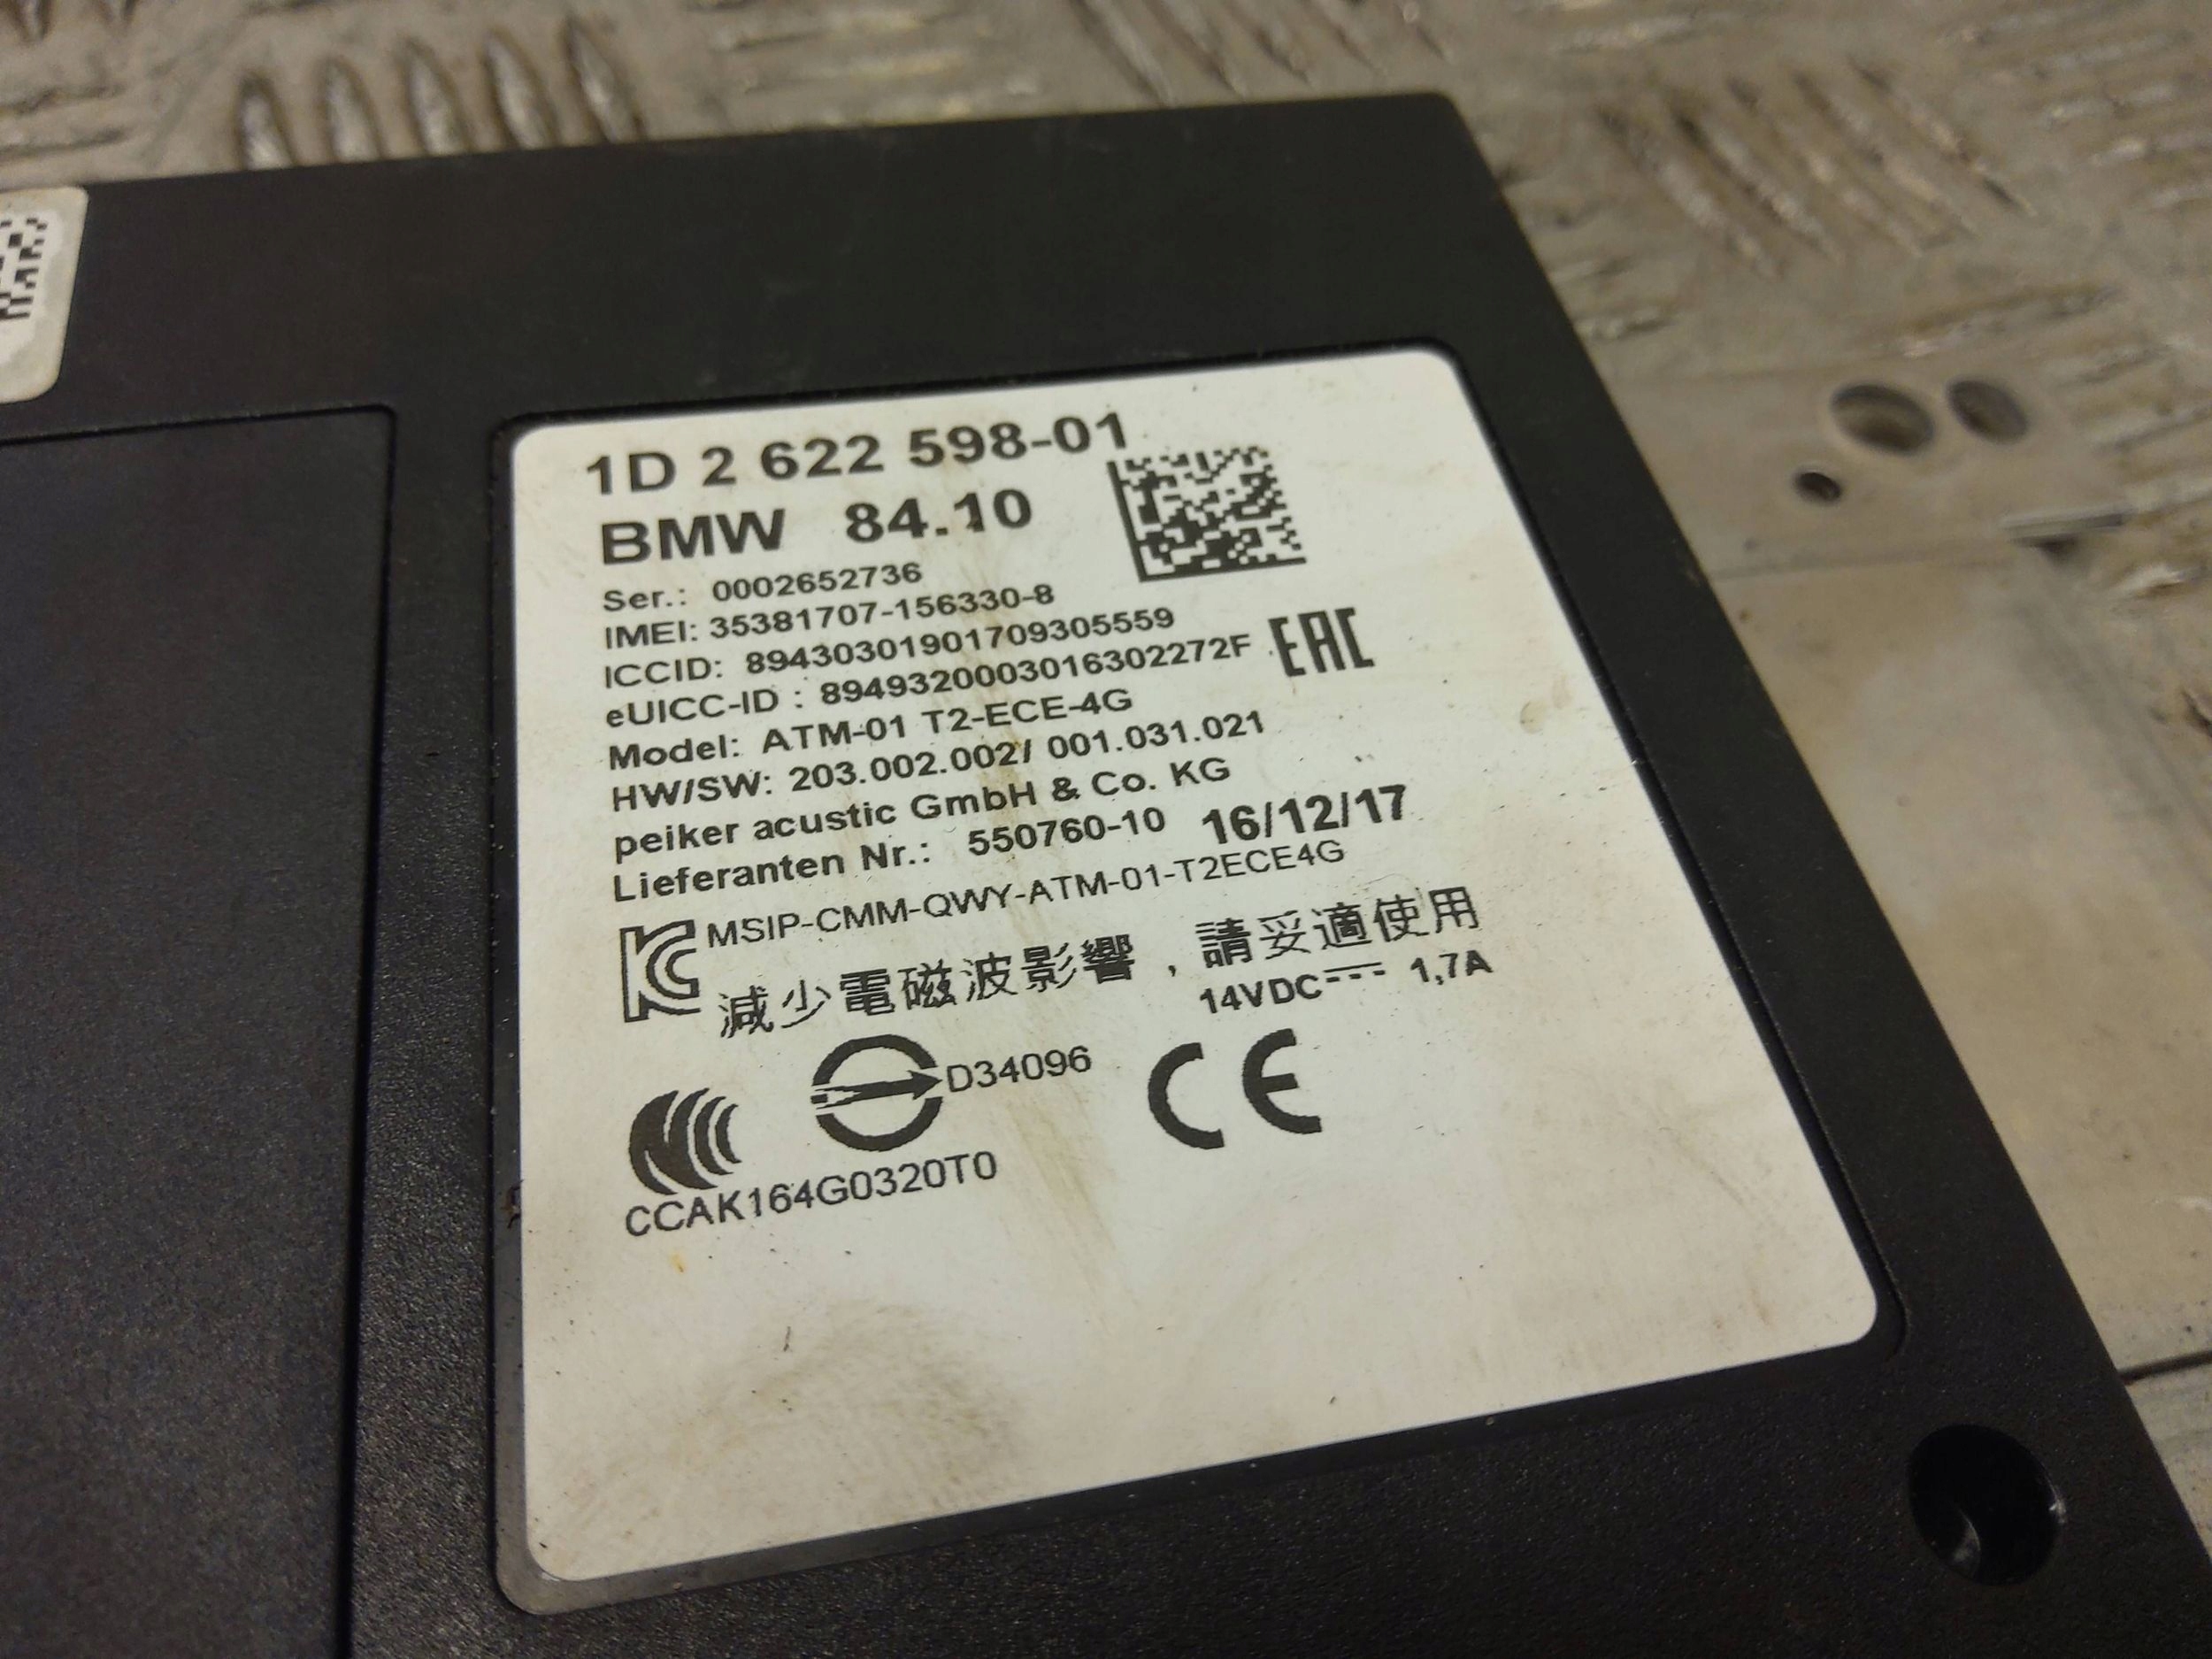 1D 2 622 598-01
BMW 84.10
Ser.: 0002652736
IMEI: 35381707-156330-8
ICCID: 89430301901709305559
eUICC-ID : 89493200030163022​72F
EAC
Model: ATM-01 T2-ECE-4G
HW/SW: 203.002.002/ 001.031.021
peiker acustic GmbH & Co. KG
Lieferanten Nr.: 550760-10 16/12/17
KC MSIP-CMM-QWY-ATM-01-T2ECE4G
減少電磁波影響，請妥適使用
14VDC 1,7A
D34096
CE
CCAK164G0320T0